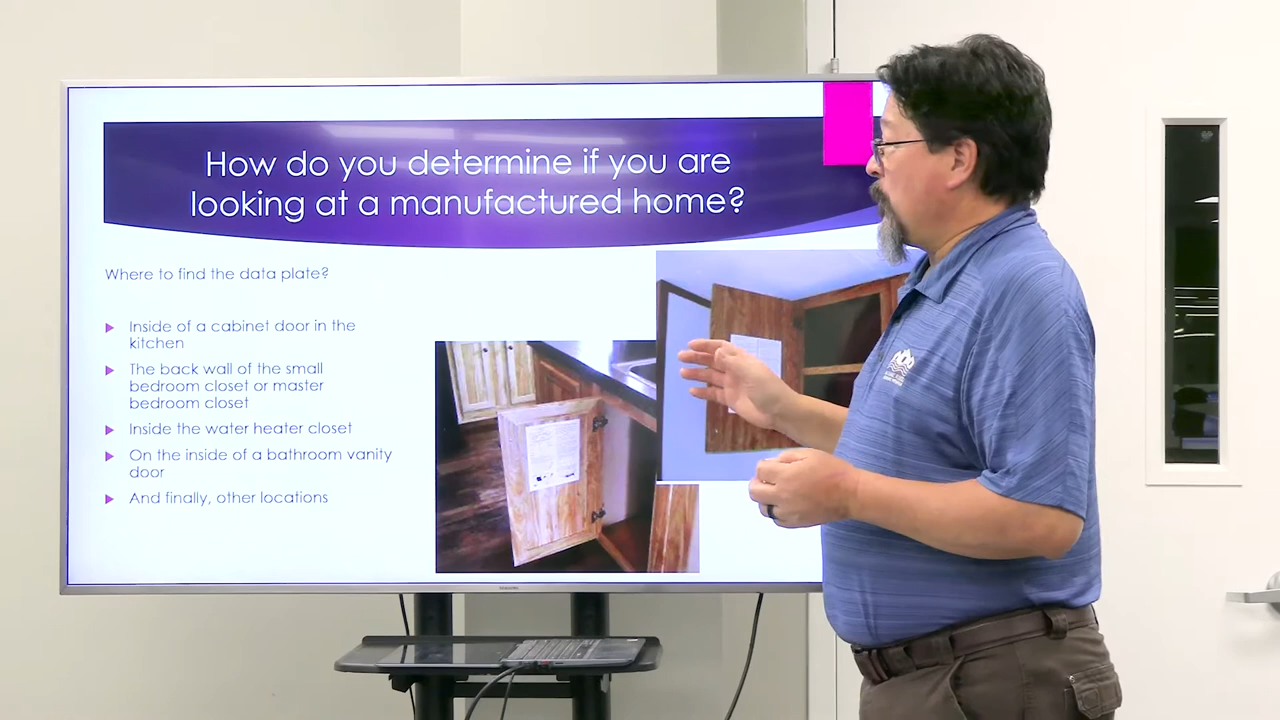 How do you determine if you are
looking at a manufactured home?
Where to find the data plate?
Inside of a cabinet door in the
kitchen
The back wall of the small
bedroom closet or master
bedroom closet
Inside the water heater closet
On the inside of a bathroom vanity
door
And finally, other locations
SAMSUNG